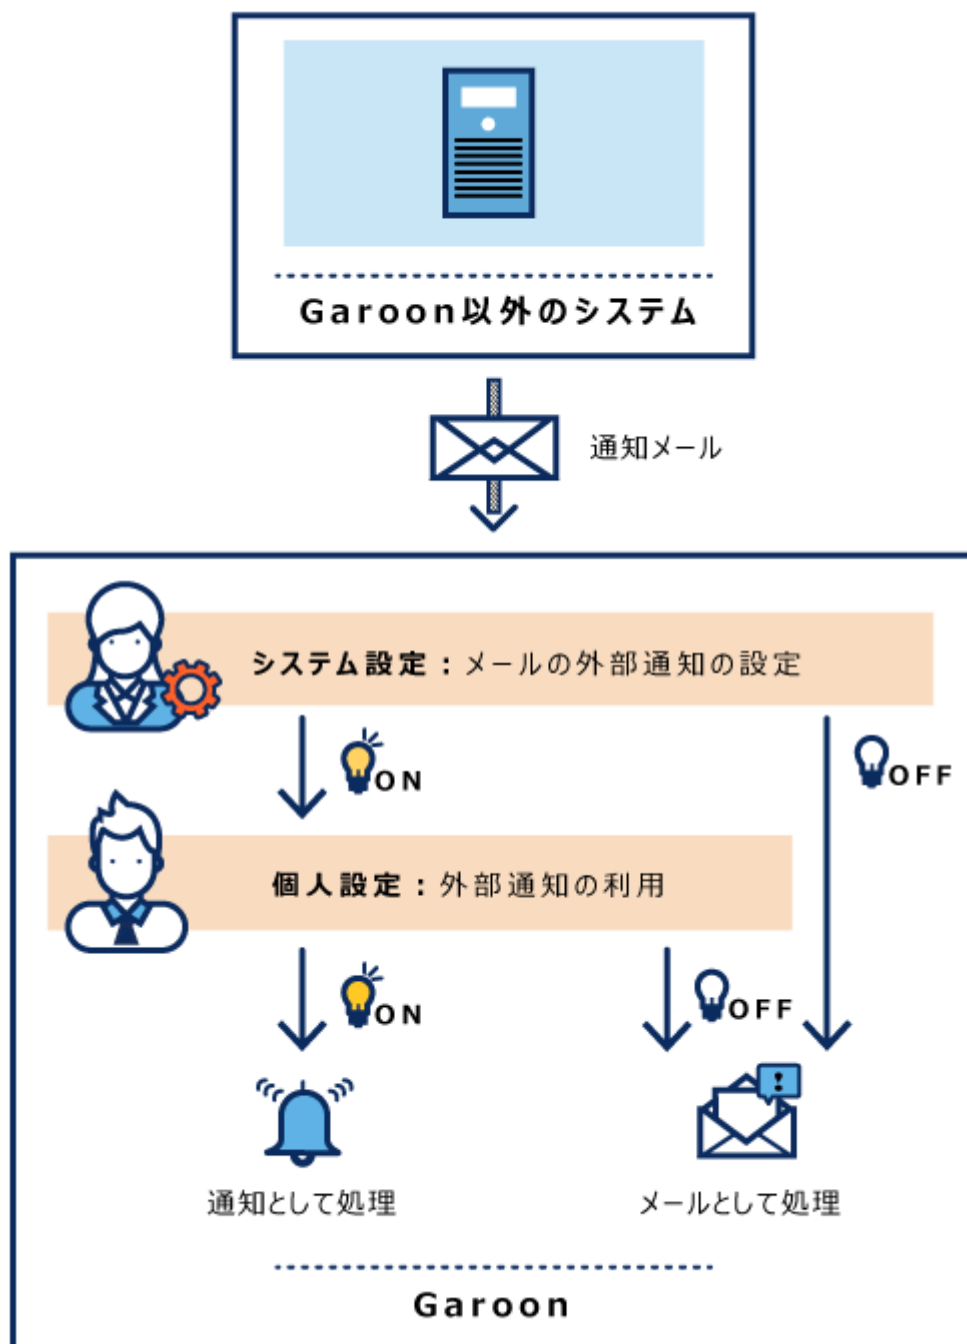 Garoon以外のシステム
通知メール
システム設定：メールの外部通知の設定
ON
OFF
個人設定：外部通知の利用
ON
OFF
!
通知として処理
メールとして処理
Garoon